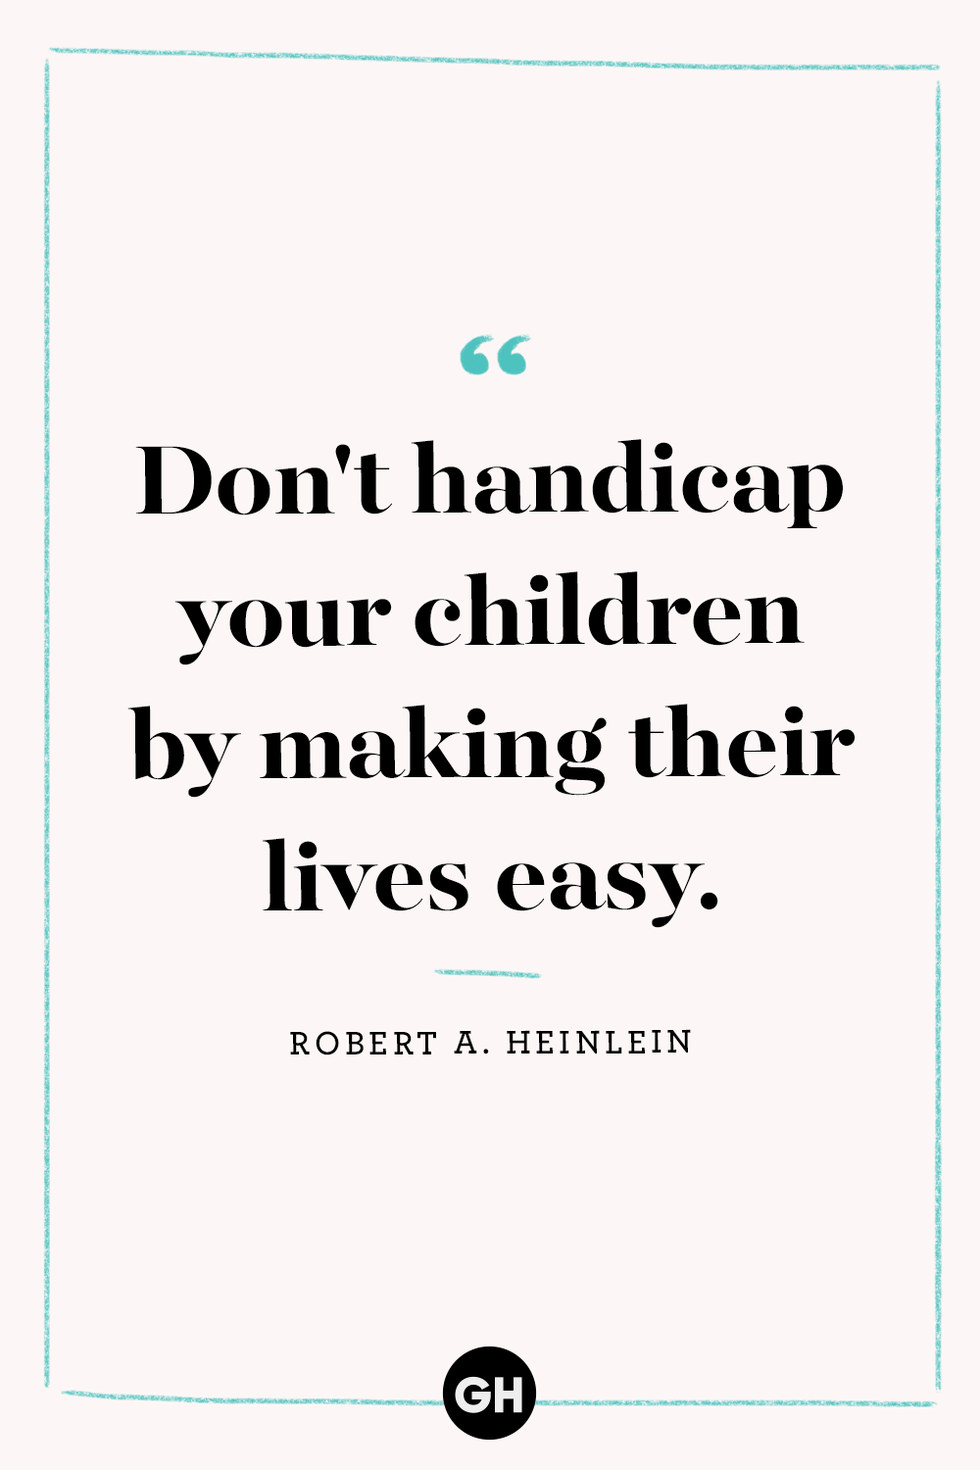 “
Don't handicap
your children
by making their
lives easy.
ROBERT A. HEINLEIN
GH